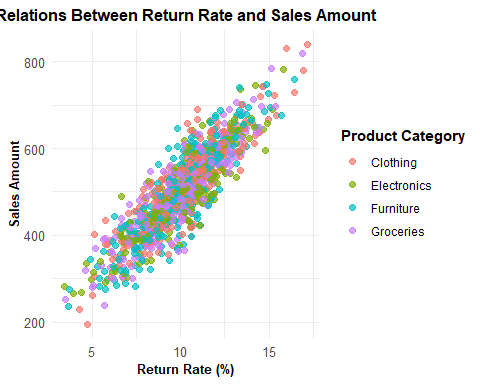 Relations Between Return Rate and Sales Amount
Sales Amount
800
600
400
200
5
10
15
Return Rate (%)
Product Category
Clothing
Electronics
Furniture
Groceries